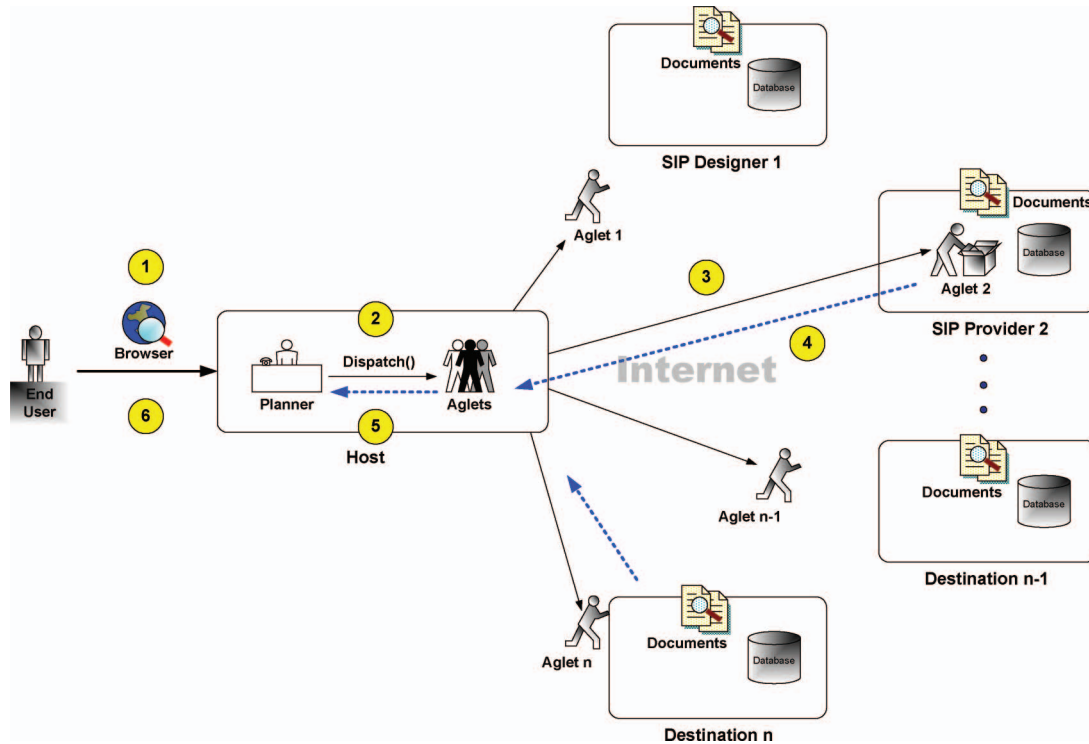 Documents
Database
SIP Designer 1
Aglet 1
Documents
Database
Aglet 2
SIP Provider 2
1
Browser
2
3
4
End
User
Dispatch()
Planner
Aglets
Internet
6
5
Host
Documents
Database
Aglet n-1
Destination n-1
Documents
Database
Aglet n
Destination n